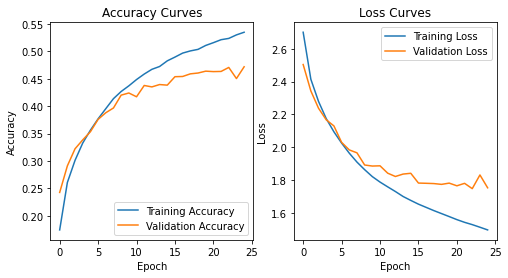 Accuracy Curves
0.55
0.50
0.45
0.40
0.35
0.30
0.25
0.20
Accuracy
Training Accuracy
Validation Accuracy
0 5 10 15 20 25
Epoch
Loss Curves
Training Loss
Validation Loss
2.6
2.4
2.2
2.0
1.8
1.6
Loss
0 5 10 15 20 25
Epoch